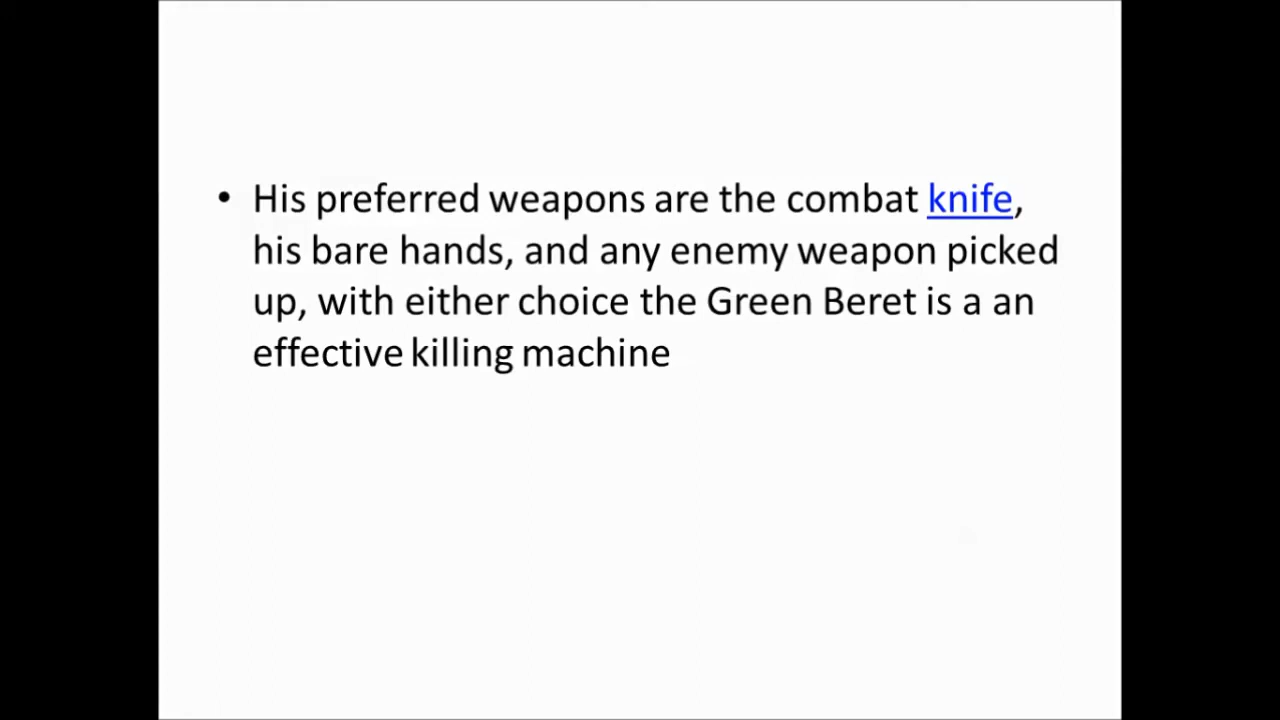 • His preferred weapons are the combat knife,
his bare hands, and any enemy weapon picked
up, with either choice the Green Beret is a an
effective killing machine